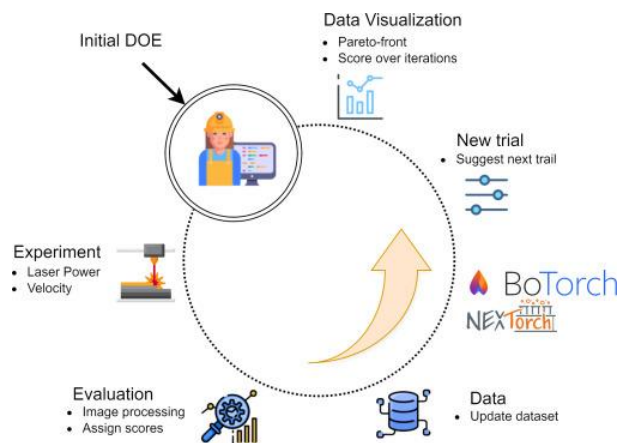 Initial DOE
Data Visualization
• Pareto-front
• Score over iterations
New trial
• Suggest next trail
BoTorch
NEXTorch
Data
• Update dataset
Evaluation
• Image processing
• Assign scores
Experiment
• Laser Power
• Velocity